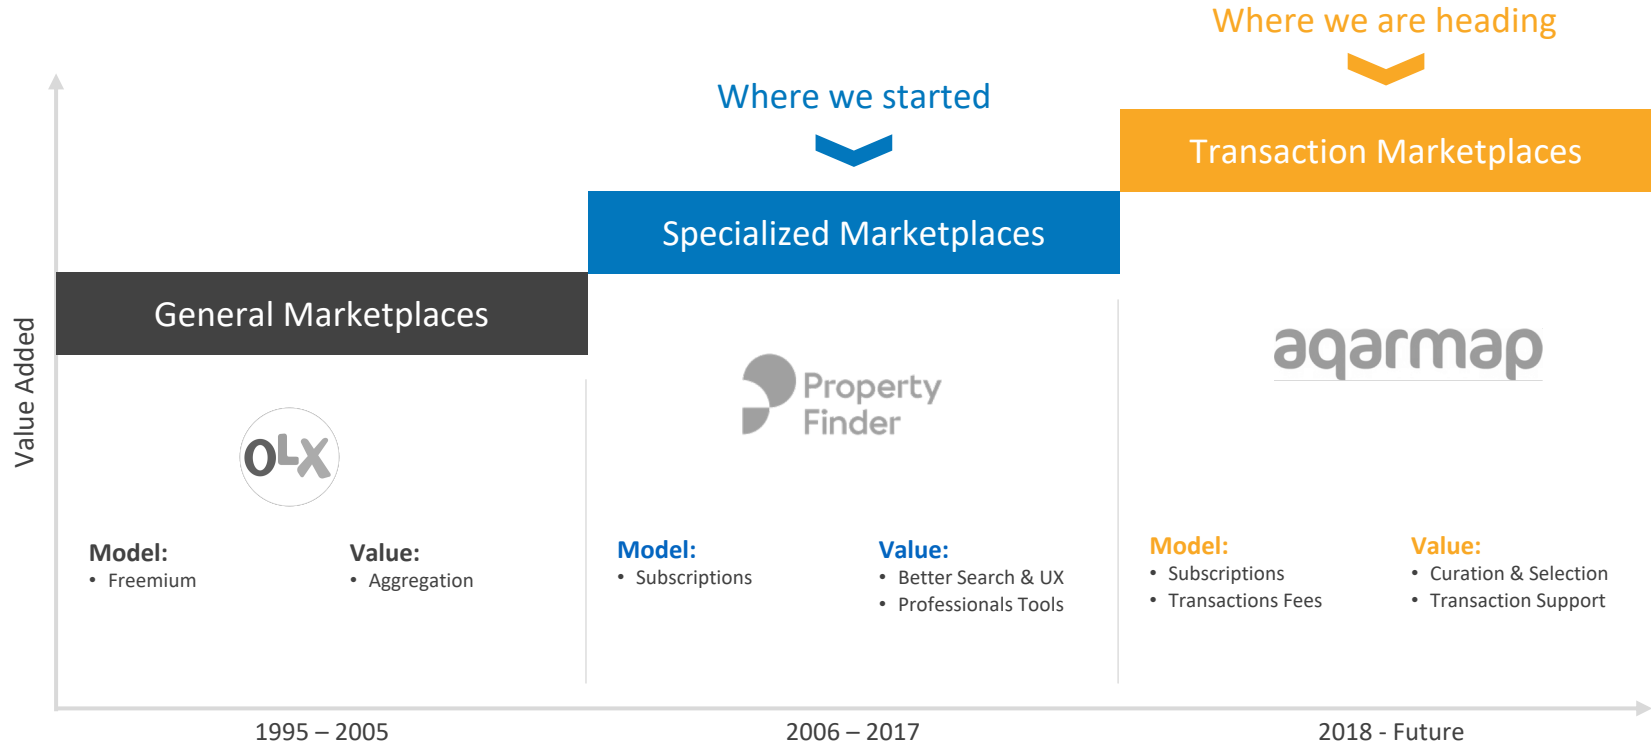 Where we are heading
Where we started
Transaction Marketplaces
Specialized Marketplaces
General Marketplaces
Value Added
OLX
Property
Finder
aqarmap
Model:
• Freemium
Value:
• Aggregation
Model:
• Subscriptions
Value:
• Better Search & UX
• Professionals Tools
Model:
• Subscriptions
• Transactions Fees
Value:
• Curation & Selection
• Transaction Support
1995 – 2005
2006 – 2017
2018 - Future